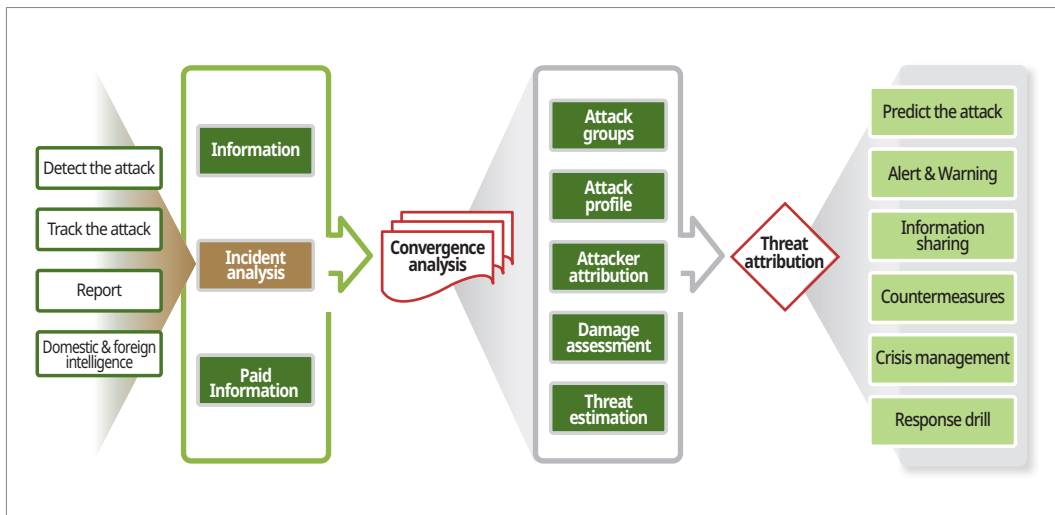 Detect the attack
Track the attack
Report
Domestic & foreign
intelligence
Information
Incident
analysis
Paid
Information
Convergence
analysis
Attack
groups
Attack
profile
Attacker
attribution
Damage
assessment
Threat
estimation
Threat
attribution
Predict the attack
Alert & Warning
Information
sharing
Countermeasures
Crisis management
Response drill